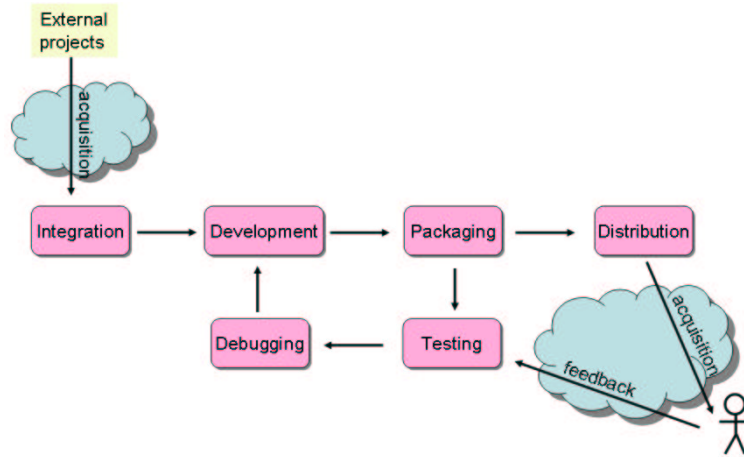 External
projects
acquisition
Integration
Development
Packaging
Distribution
Debugging
Testing
acquisition
feedback